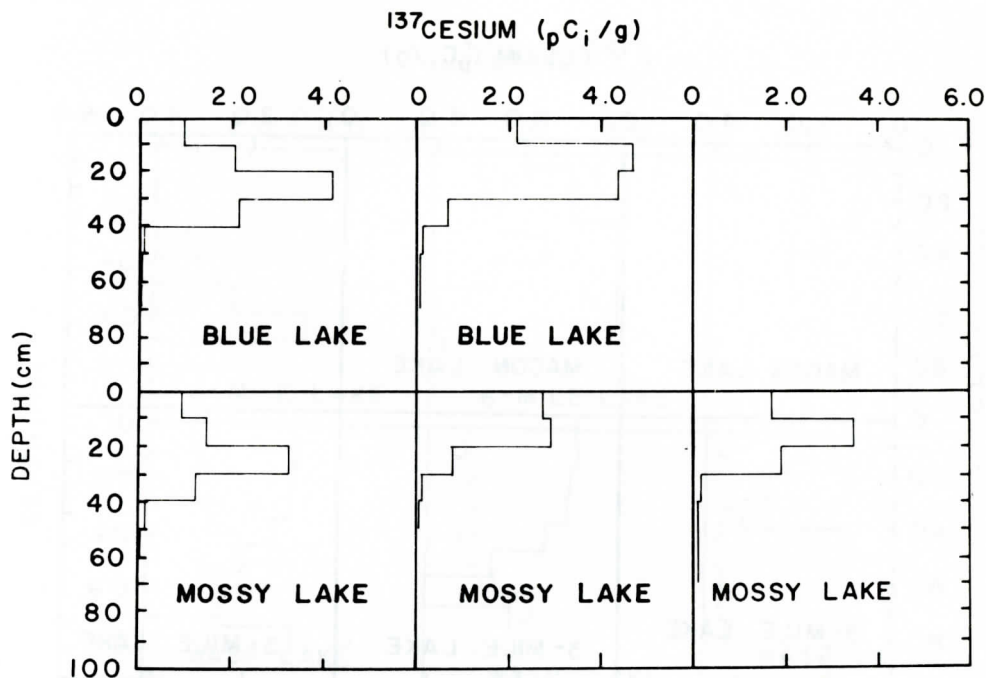 137CESIUM (pCi/g)
0 2.0 4.0 0 2.0 4.0 0 2.0 4.0 6.0
0
20
40
60
80
BLUE LAKE BLUE LAKE
DEPTH (cm)
0
20
40
60
80
100
MOSSY LAKE MOSSY LAKE MOSSY LAKE